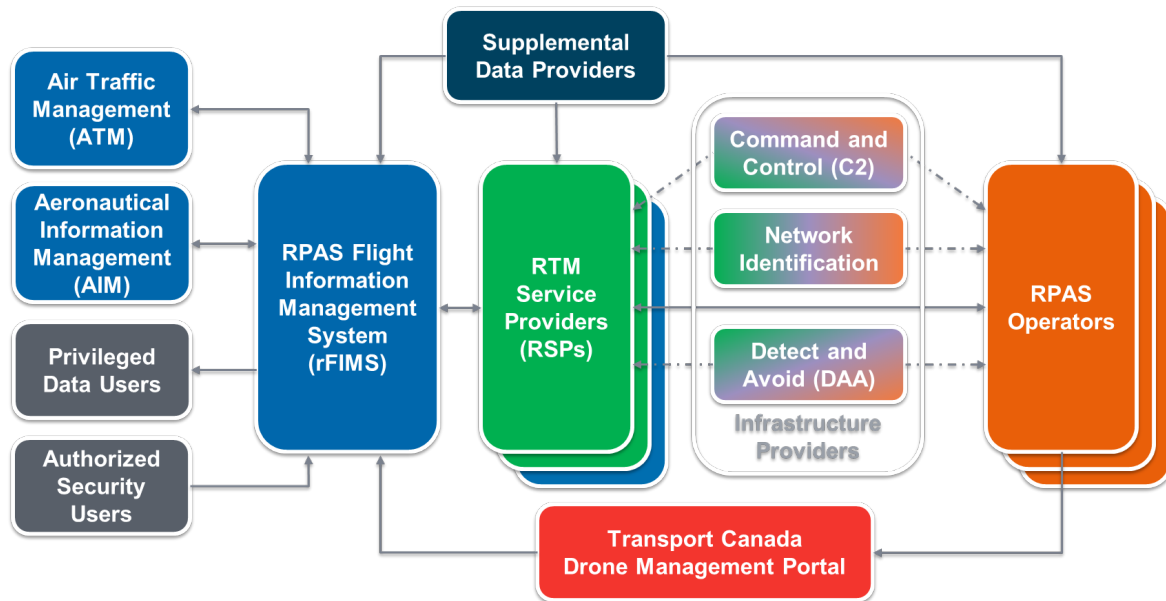 Supplemental
Data Providers
Air Traffic
Management
(ATM)
Aeronautical
Information
Management
(AIM)
Privileged
Data Users
Authorized
Security
Users
RPAS Flight
Information
Management
System
(rFIMS)
RTM
Service
Providers
(RSPs)
Command and
Control (C2)
Network
Identification
Detect and
Avoid (DAA)
Infrastructure
Providers
RPAS
Operators
Transport Canada
Drone Management Portal